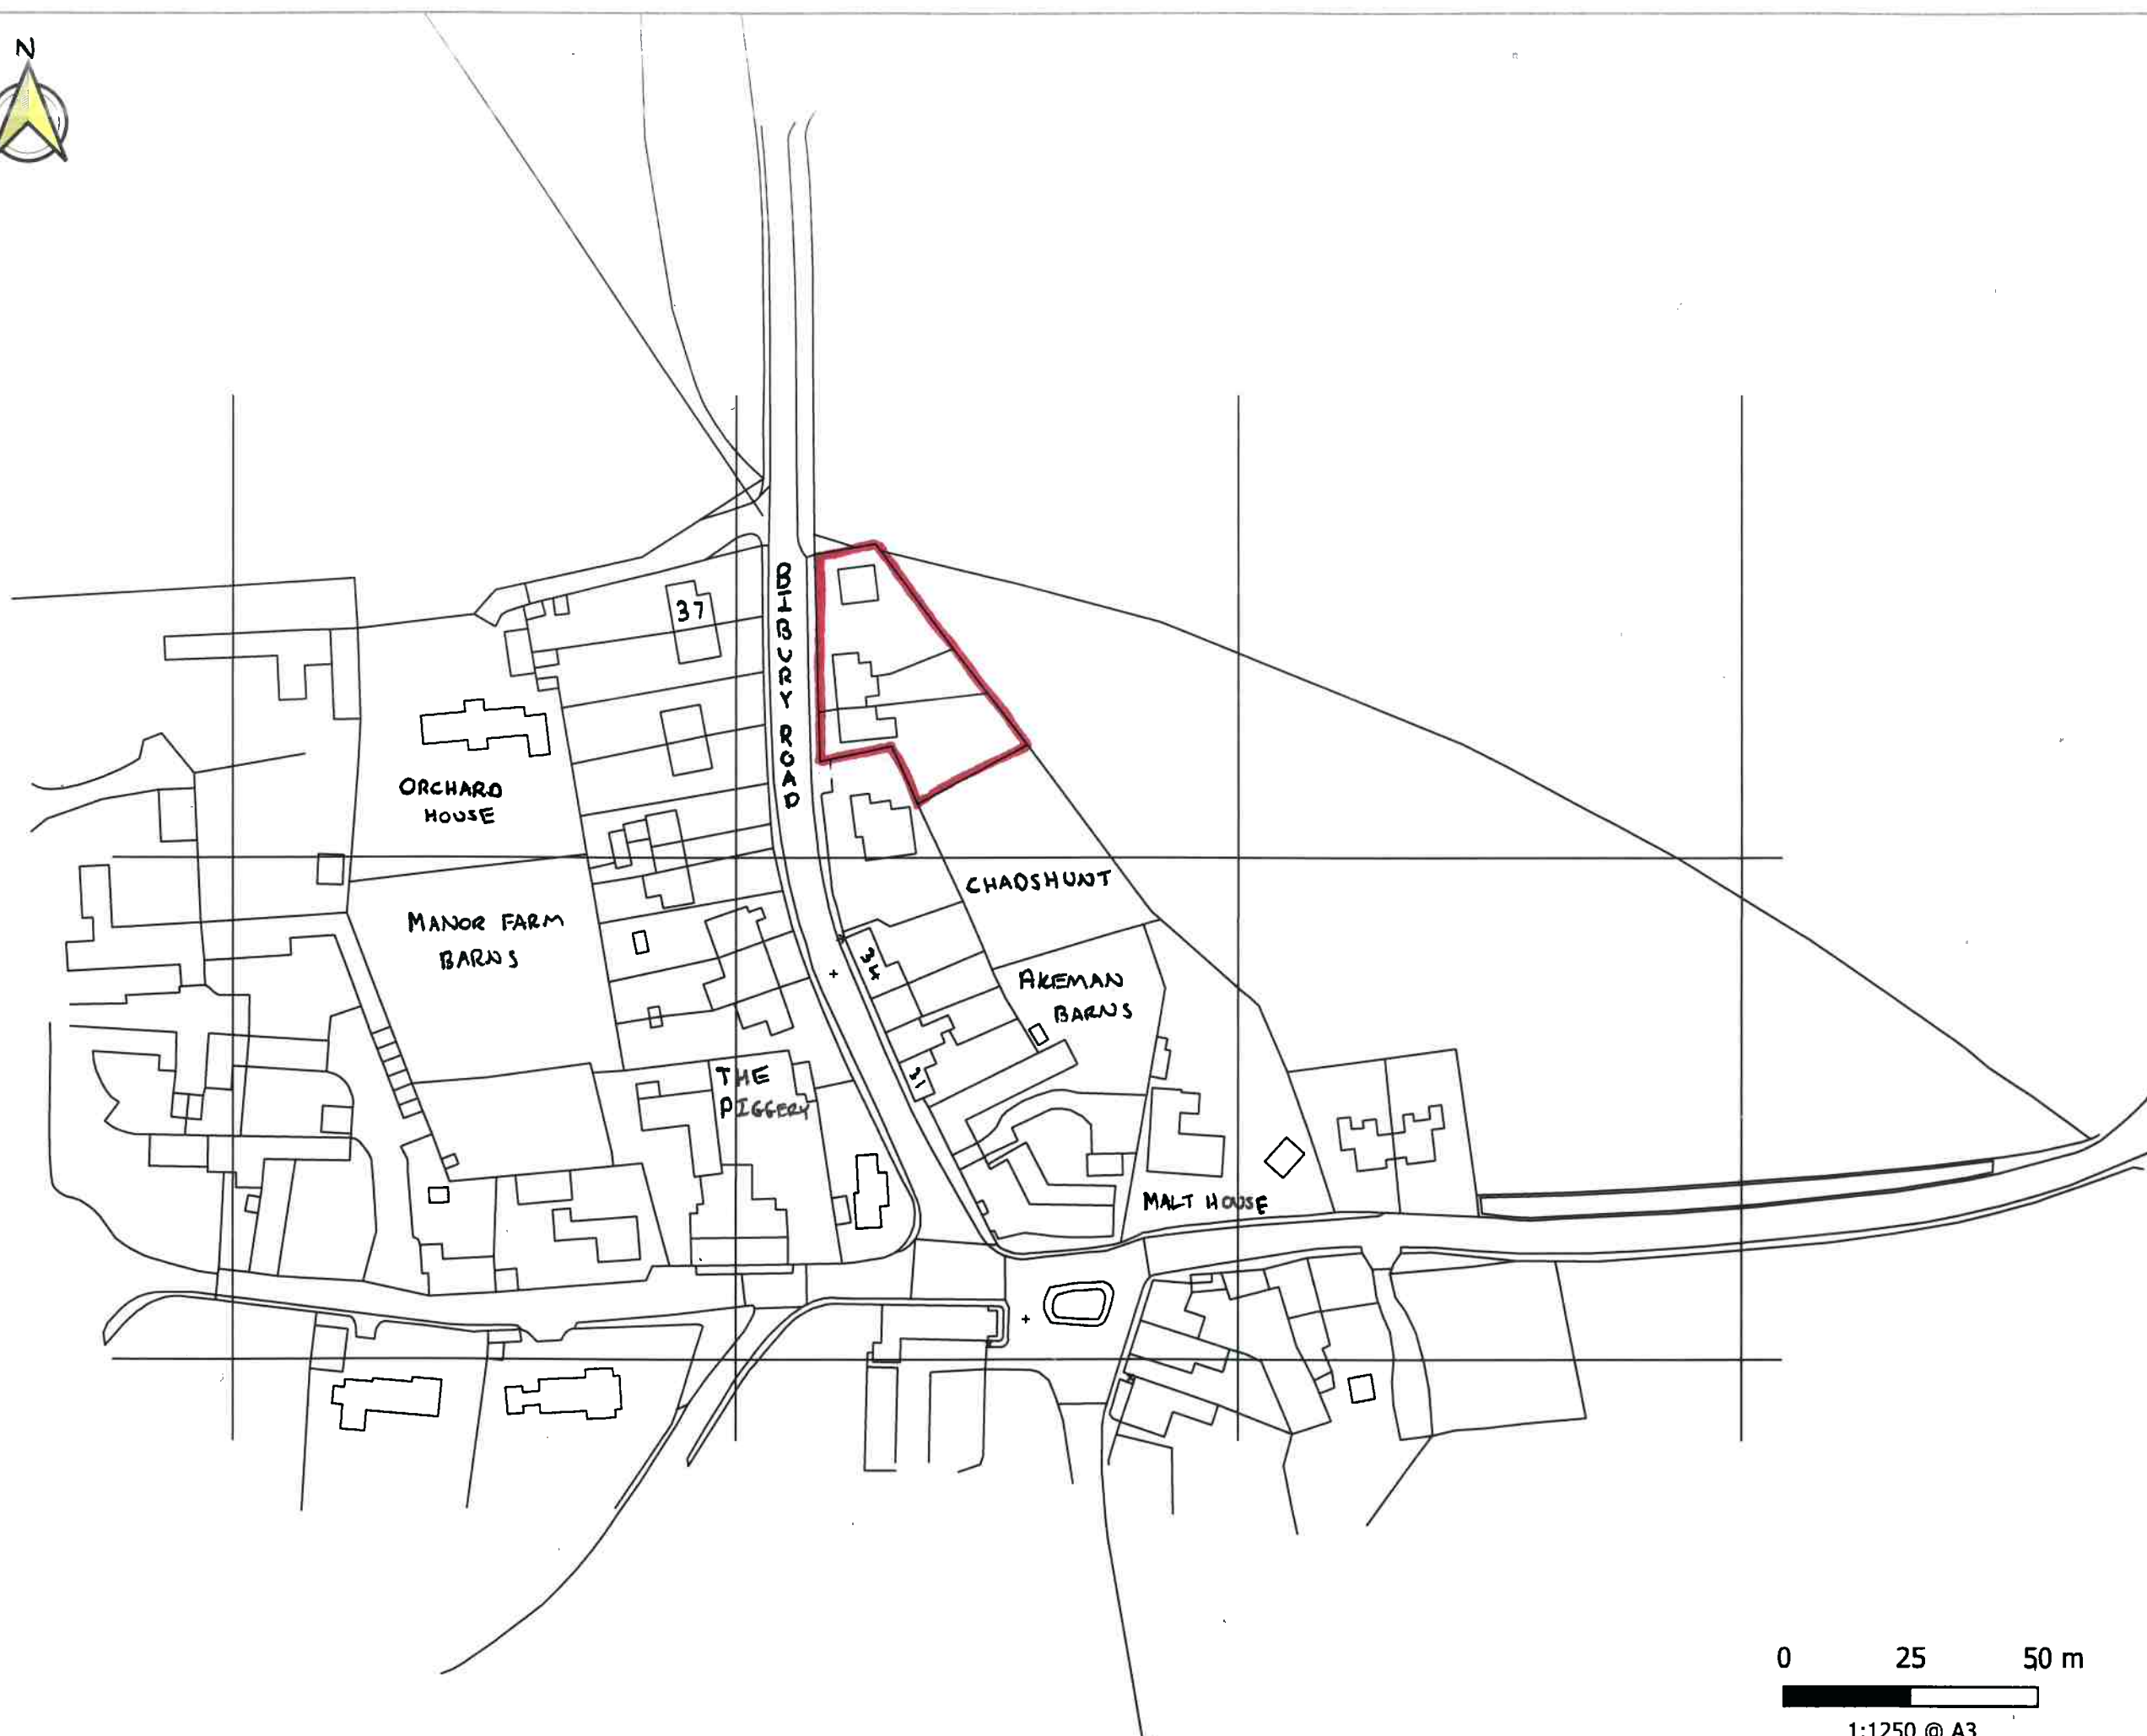 N
37
BIBURY ROAD
ORCHARD
HOUSE
MANOR FARM
BARNS
CHADSHUNT
34
AKEMAN
BARNS
31
THE
PIGGERY
MALT HOUSE
0 25 50 m
1:1250 @ A3